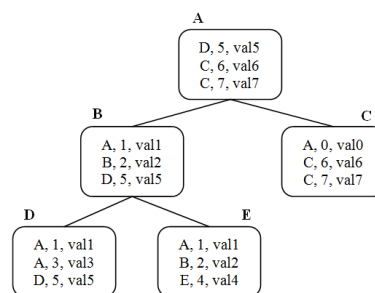 A
D, 5, val5
C, 6, val6
C, 7, val7
B
C
A, 1, val1
B, 2, val2
D, 5, val5
A, 0, val0
C, 6, val6
C, 7, val7
D
E
A, 1, val1
A, 3, val3
D, 5, val5
A, 1, val1
B, 2, val2
E, 4, val4